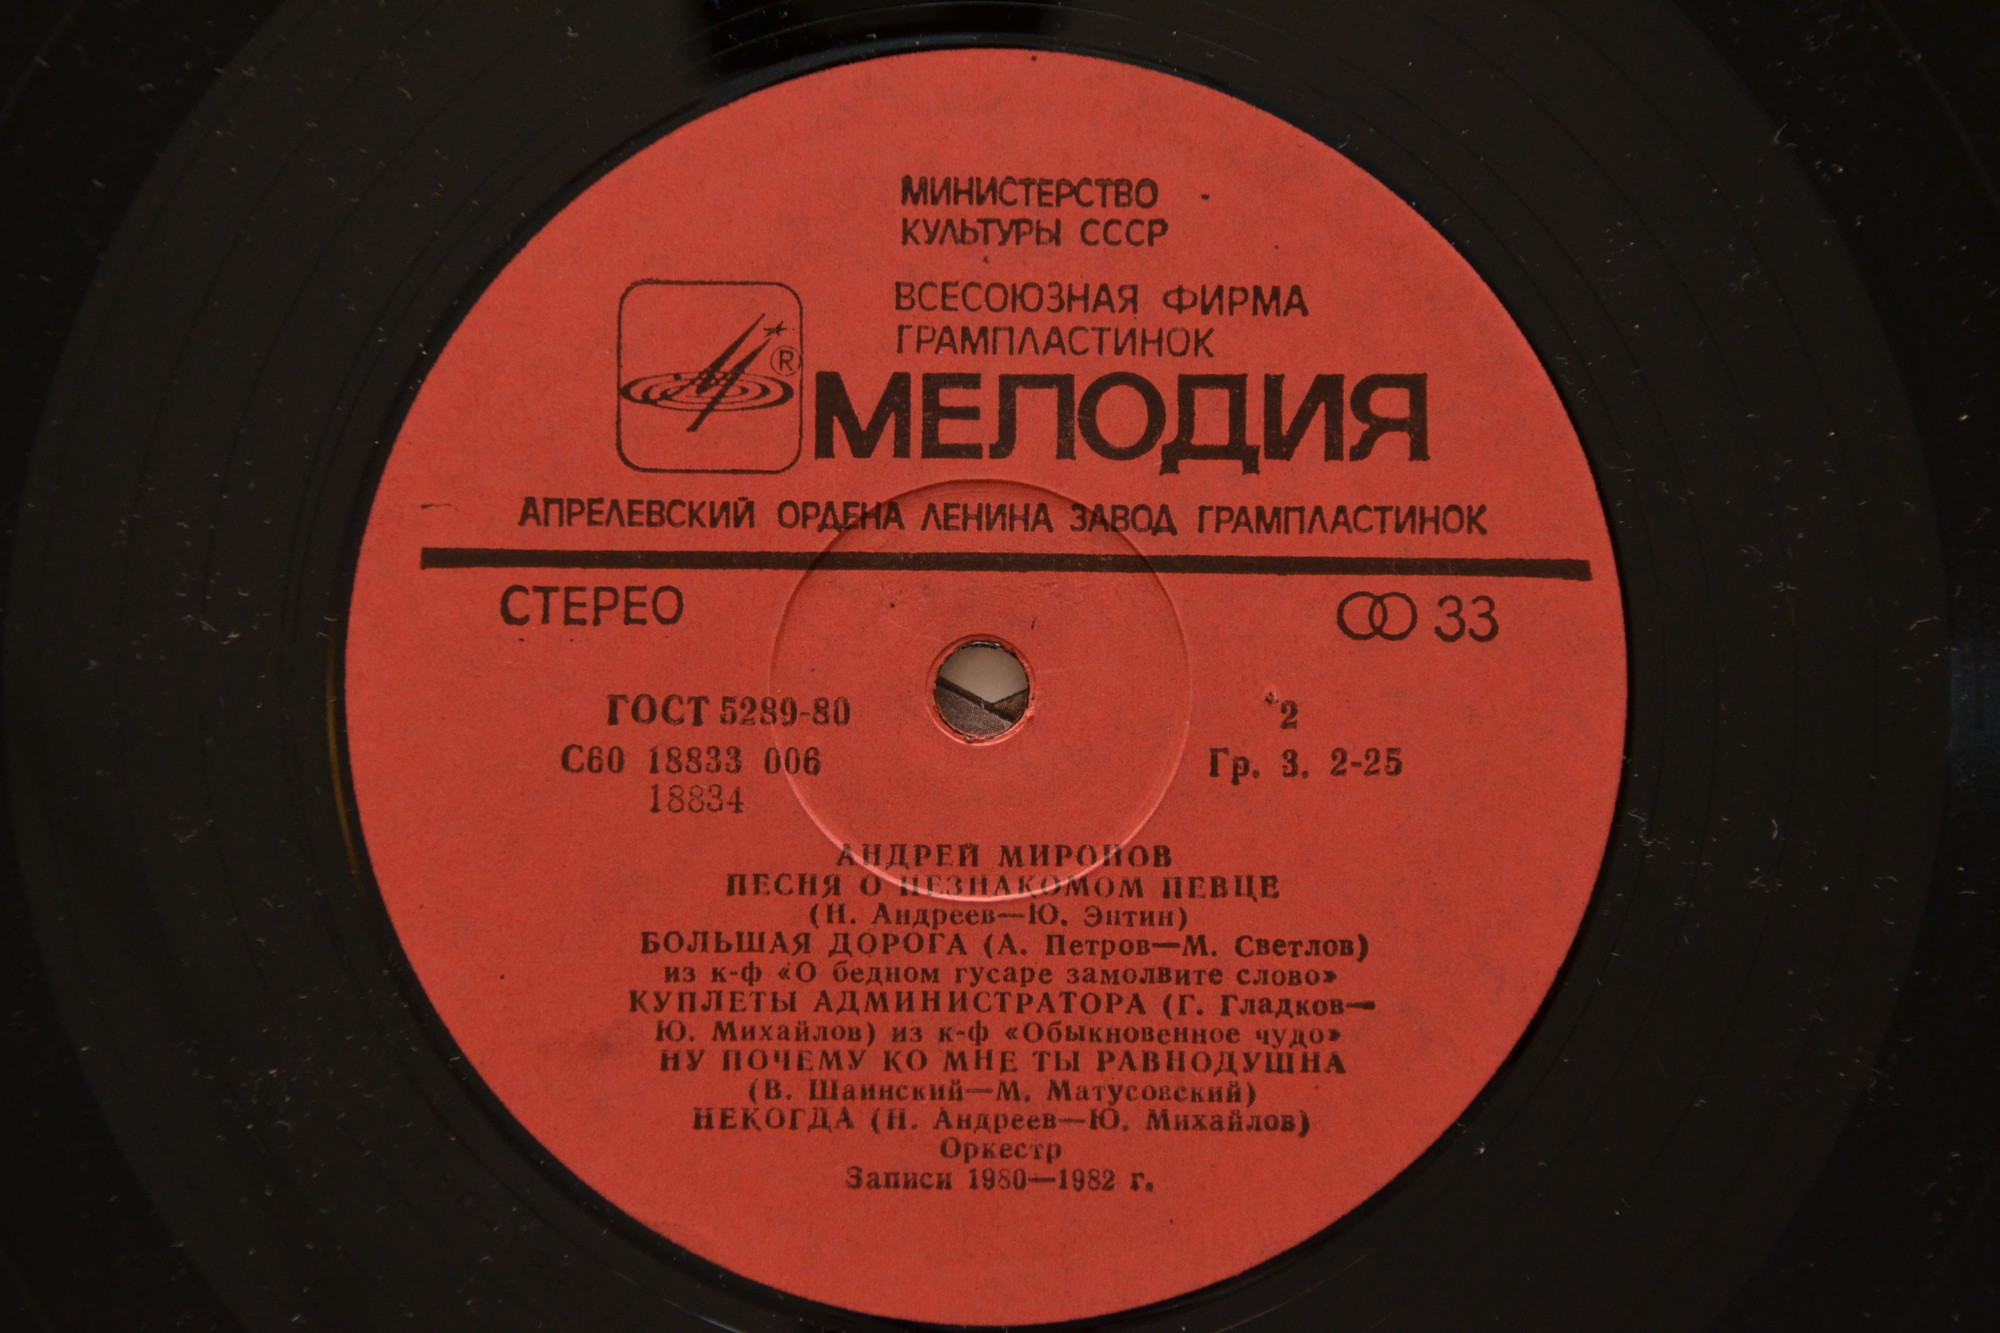 МИНИСТЕРСТВО
КУЛЬТУРЫ СССР
ВСЕСОЮЗНАЯ ФИРМА
ГРАМПЛАСТИНОК
®
МЕЛОДИЯ
АПРЕЛЕВСКИЙ ОРДЕНА ЛЕНИНА ЗАВОД ГРАМПЛАСТИНОК
СТЕРЕО 33
ГОСТ 5289-80 2
С60 18833 006 Гр. 3. 2-25
18834
АНДРЕЙ МИРОНОВ
ПЕСНЯ О НЕЗНАКОМОМ ПЕВЦЕ
(Н. Андреев—Ю. Энтин)
БОЛЬШАЯ ДОРОГА (А. Петров—М. Светлов)
из к-ф «О бедном гусаре замолвите слово»
КУПЛЕТЫ АДМИНИСТРАТОРА (Г. Гладков—
Ю. Михайлов) из к-ф «Обыкновенное чудо»
НУ ПОЧЕМУ КО МНЕ ТЫ РАВНОДУШНА
(В. Шаинский—М. Матусовский)
НЕКОГДА (Н. Андреев—Ю. Михайлов)
Оркестр
Записи 1980—1982 г.